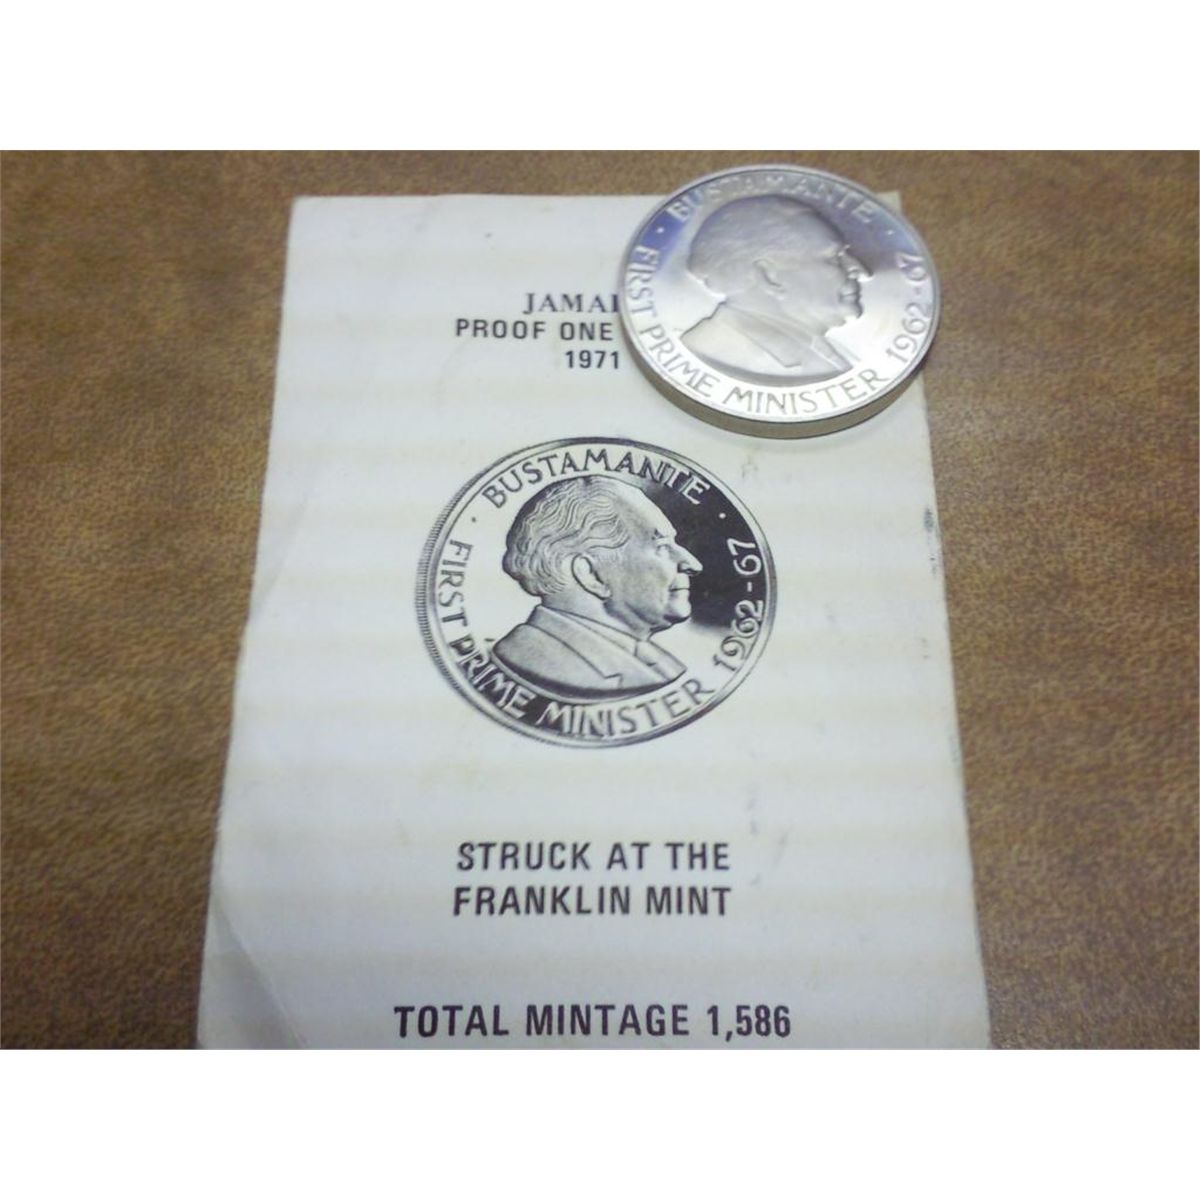 BUSTAMANTE ·
· FIRST PRIME MINISTER 1962-67
JAMAI
PROOF ONE
1971
· BUSTAMANTE ·
FIRST PRIME MINISTER 1962-67
STRUCK AT THE
FRANKLIN MINT
TOTAL MINTAGE 1,586